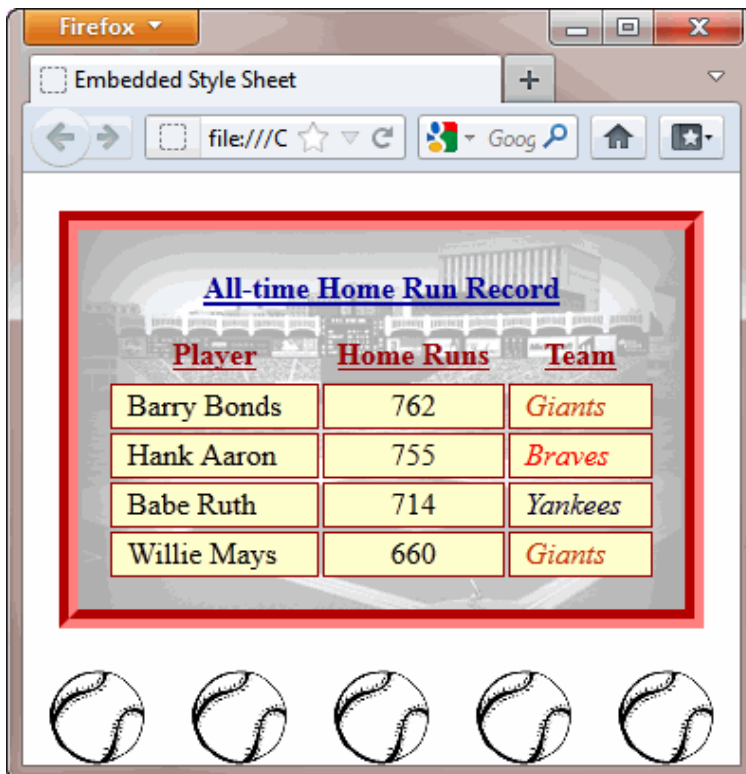 Firefox
Embedded Style Sheet
file:///C
Goog
All-time Home Run Record
Player Home Runs Team
Barry Bonds 762 Giants
Hank Aaron 755 Braves
Babe Ruth 714 Yankees
Willie Mays 660 Giants